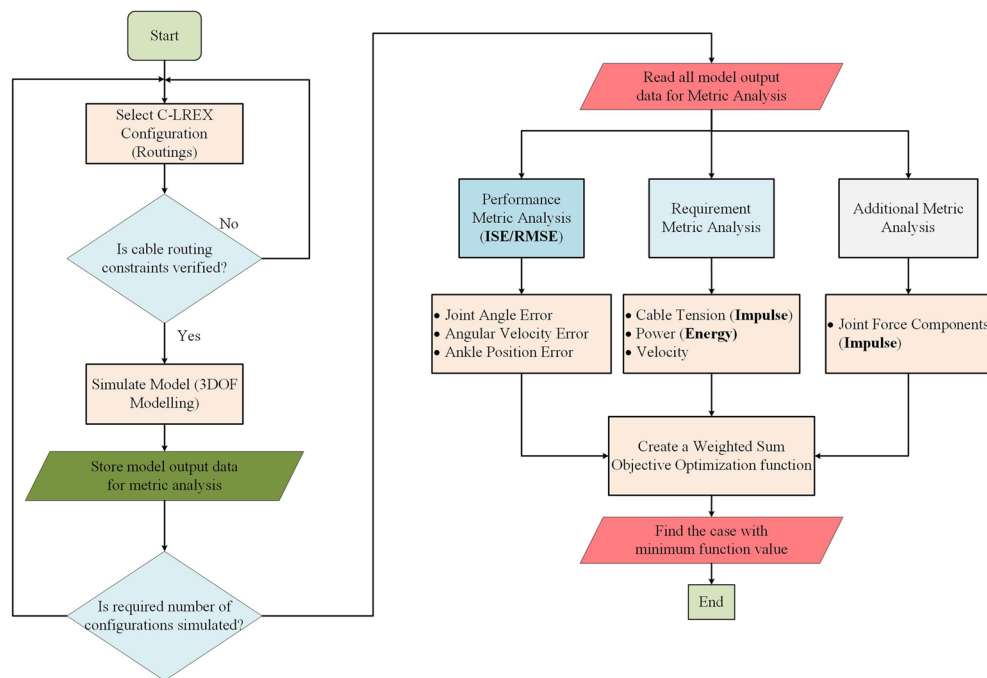 Start
Select C-LREX
Configuration
(Routings)
No
Is cable routing
constraints verified?
Yes
Simulate Model (3DOF
Modelling)
Store model output data
for metric analysis
Is required number of
configurations simulated?
Read all model output
data for Metric Analysis
Performance
Metric Analysis
(ISE/RMSE)
Requirement
Metric Analysis
Additional Metric
Analysis
• Joint Angle Error
• Angular Velocity Error
• Ankle Position Error
• Cable Tension (Impulse)
• Power (Energy)
• Velocity
• Joint Force Components
(Impulse)
Create a Weighted Sum
Objective Optimization function
Find the case with
minimum function value
End